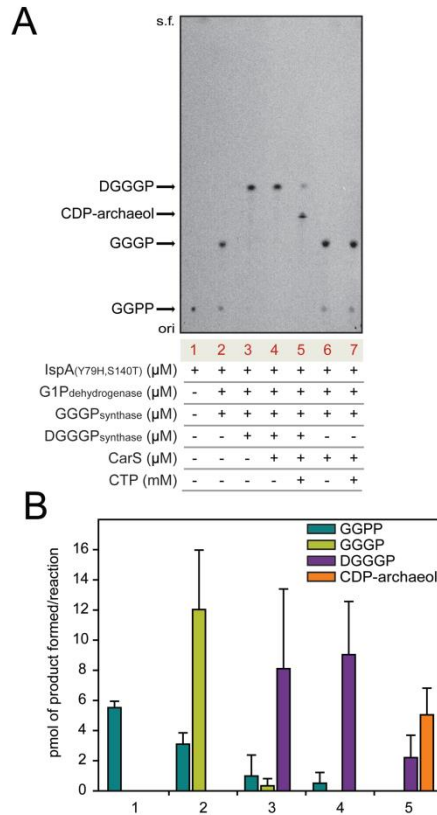 A
s.f.
DGGGP
CDP-archaeol
GGGP
GGPP
ori
1 2 3 4 5 6 7
IspA(Y79H,S140T) (µM) + + + + + + +
G1Pdehydrogenase (µM) - + + + + + +
GGGPsynthase (µM) - + + + + + +
DGGGPsynthase (µM) - - + + + - -
CarS (µM) - - - + + + +
CTP (mM) - - - - + - +
B
pmol of product formed/reaction
16
14
12
10
8
6
4
2
0
GGPP
GGGP
DGGGP
CDP-archaeol
1 2 3 4 5